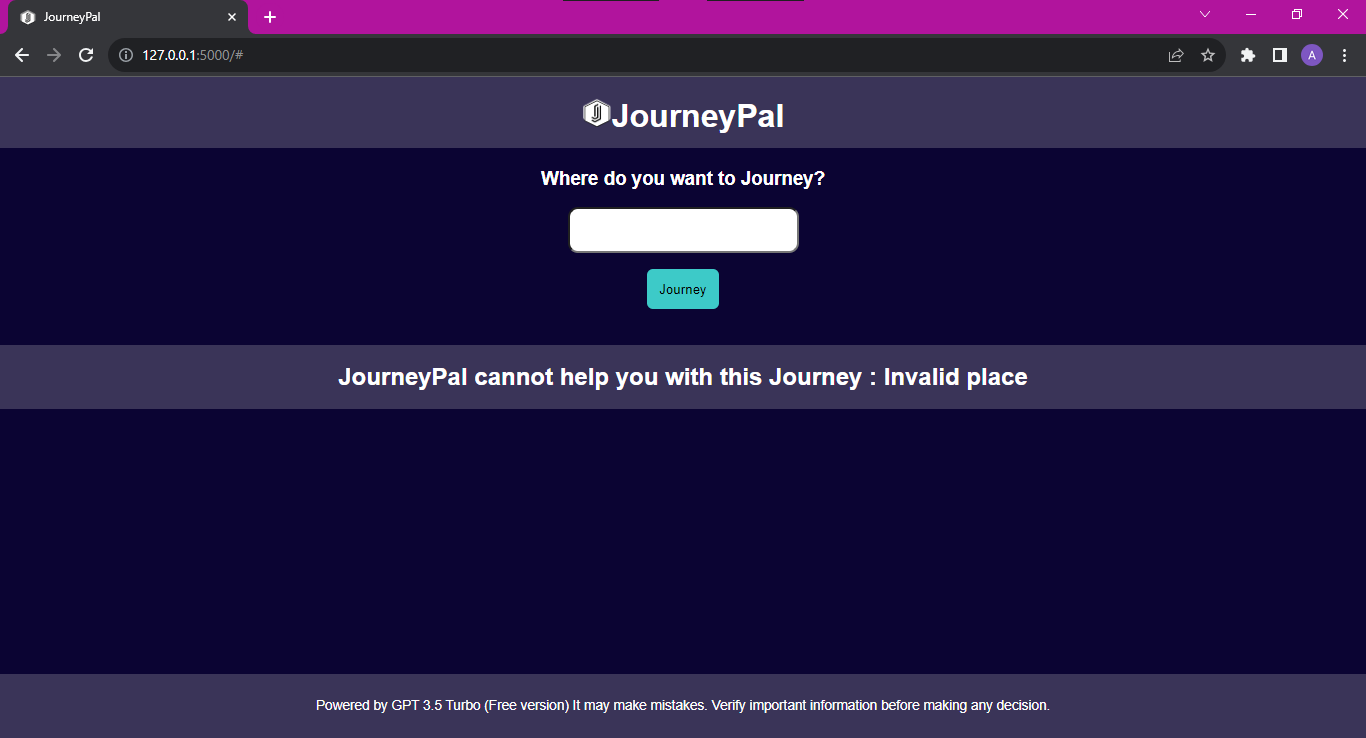 JourneyPal
127.0.0.1:5000/#
A
JourneyPal
Where do you want to Journey?
Journey
JourneyPal cannot help you with this Journey : Invalid place
Powered by GPT 3.5 Turbo (Free version) It may make mistakes. Verify important information before making any decision.